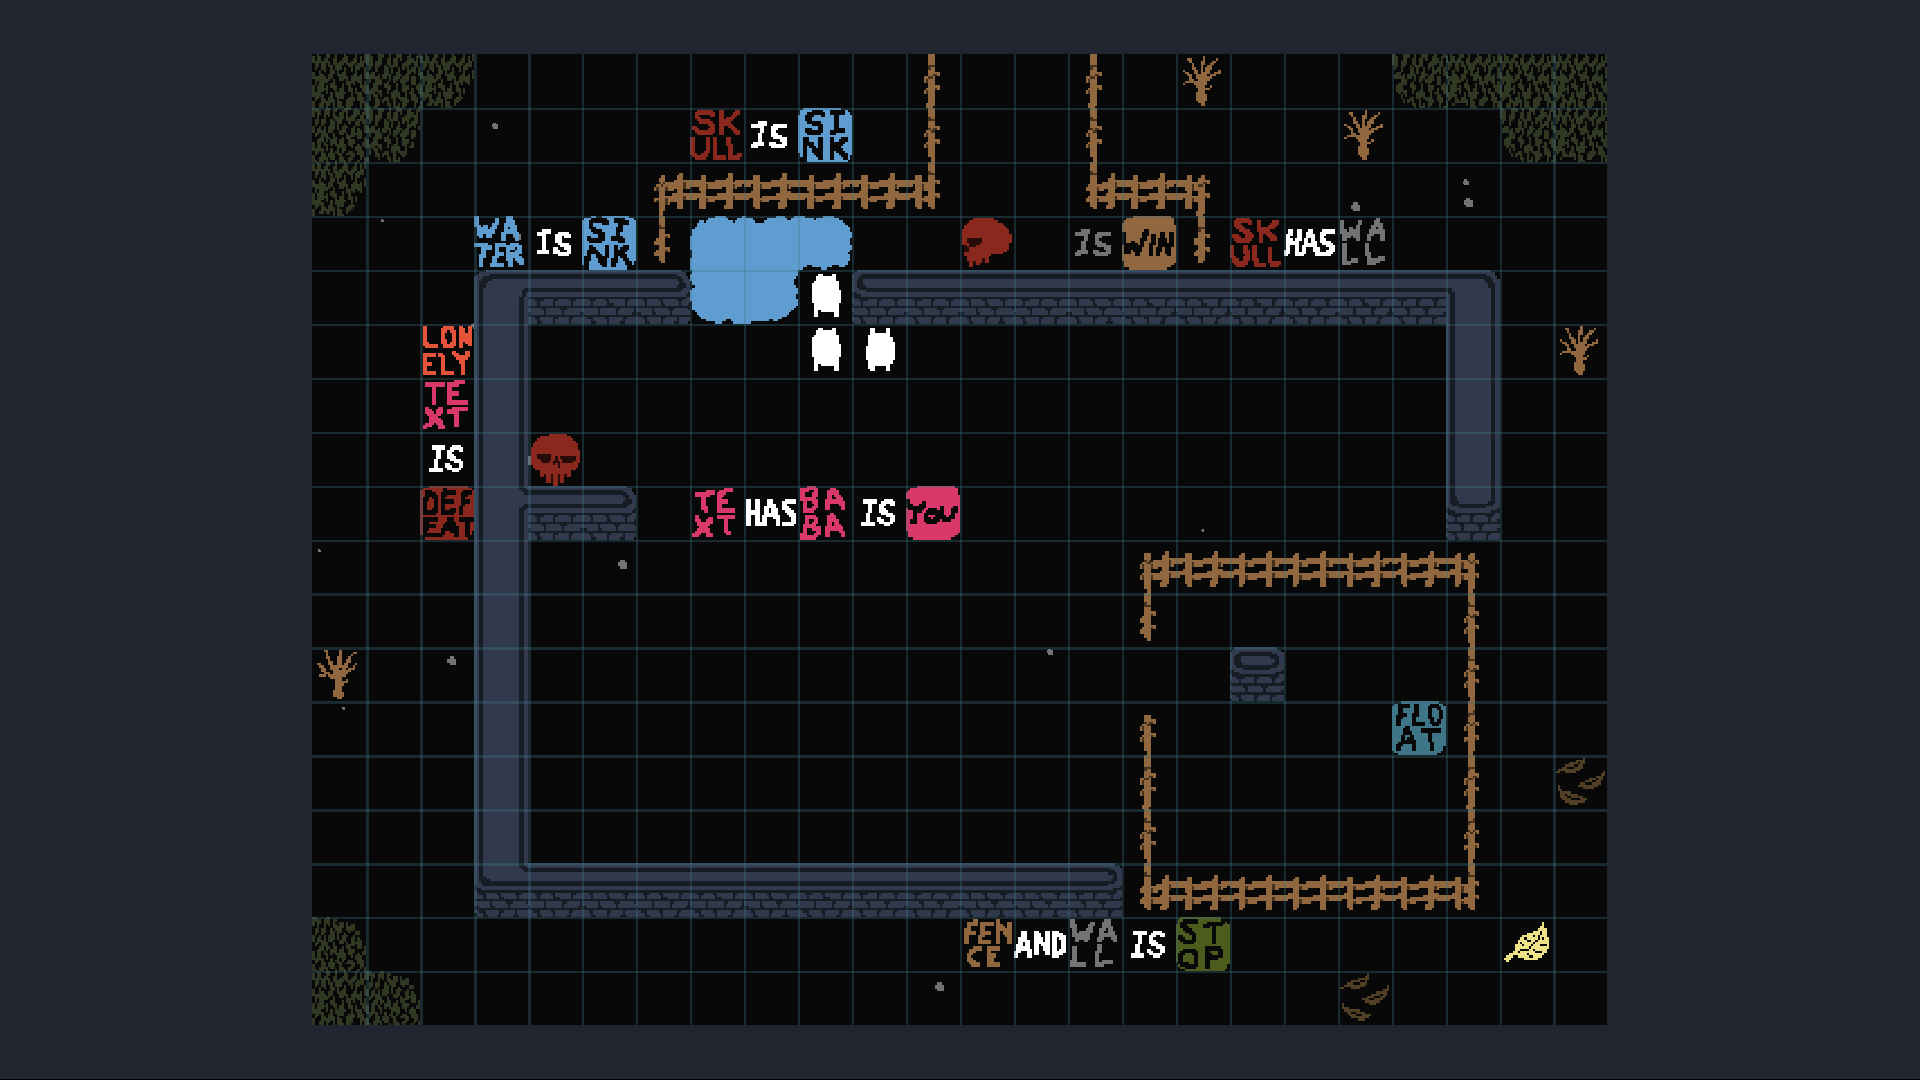 SKULL IS SINK
WATER IS SINK
IS WIN
SKULL HAS WALL
LONELY
TEXT
IS
DEFEAT
TEXT HAS BABA IS YOU
FLOAT
FENCE AND WALL IS STOP